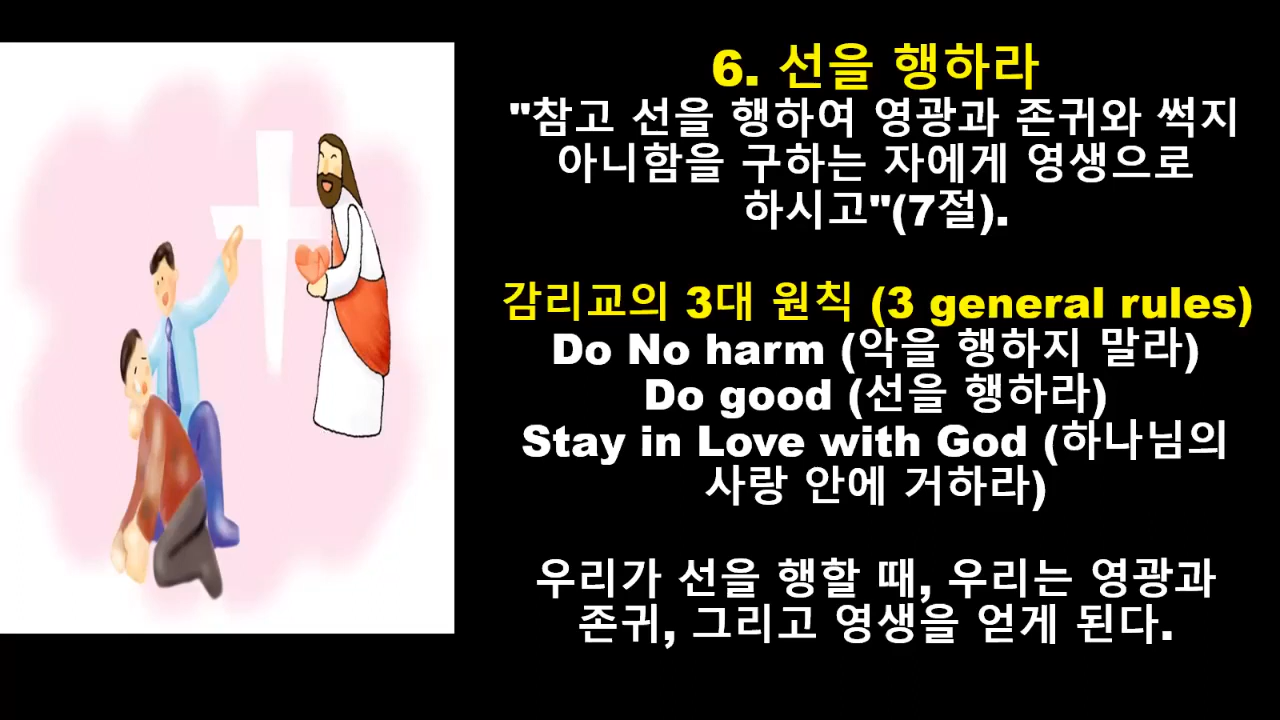 6. 선을 행하라
"참고 선을 행하여 영광과 존귀와 썩지
아니함을 구하는 자에게 영생으로
하시고"(7절).
감리교의 3대 원칙 (3 general rules)
Do No harm (악을 행하지 말라)
Do good (선을 행하라)
Stay in Love with God (하나님의
사랑 안에 거하라)
우리가 선을 행할 때, 우리는 영광과
존귀, 그리고 영생을 얻게 된다.